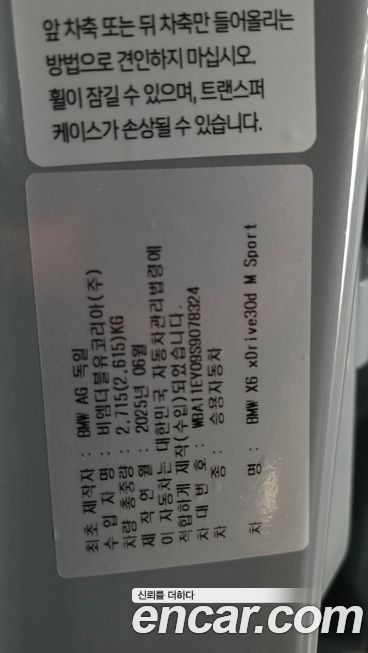 앞 차축 또는 뒤 차축만 들어올리는
방법으로 견인하지 마십시오.
휠이 잠길 수 있으며, 트랜스퍼
케이스가 손상될 수 있습니다.
최초 제작자 : BMW AG 독일
수 입 자 명 : 비엠더블유코리아(주)
차량 총중량 : 2,715(2,615)KG
제 작 연 월 : 2025년 06월
이 자동차는 대한민국 자동차관리법령에
적합하게 제작(수입)되었습니다.
차 대 번 호 : WBA11EY09S9078324
차 종 : 승용자동차
차 명 : BMW X6 xDrive30d M Sport
신뢰를 더하다
encar.com